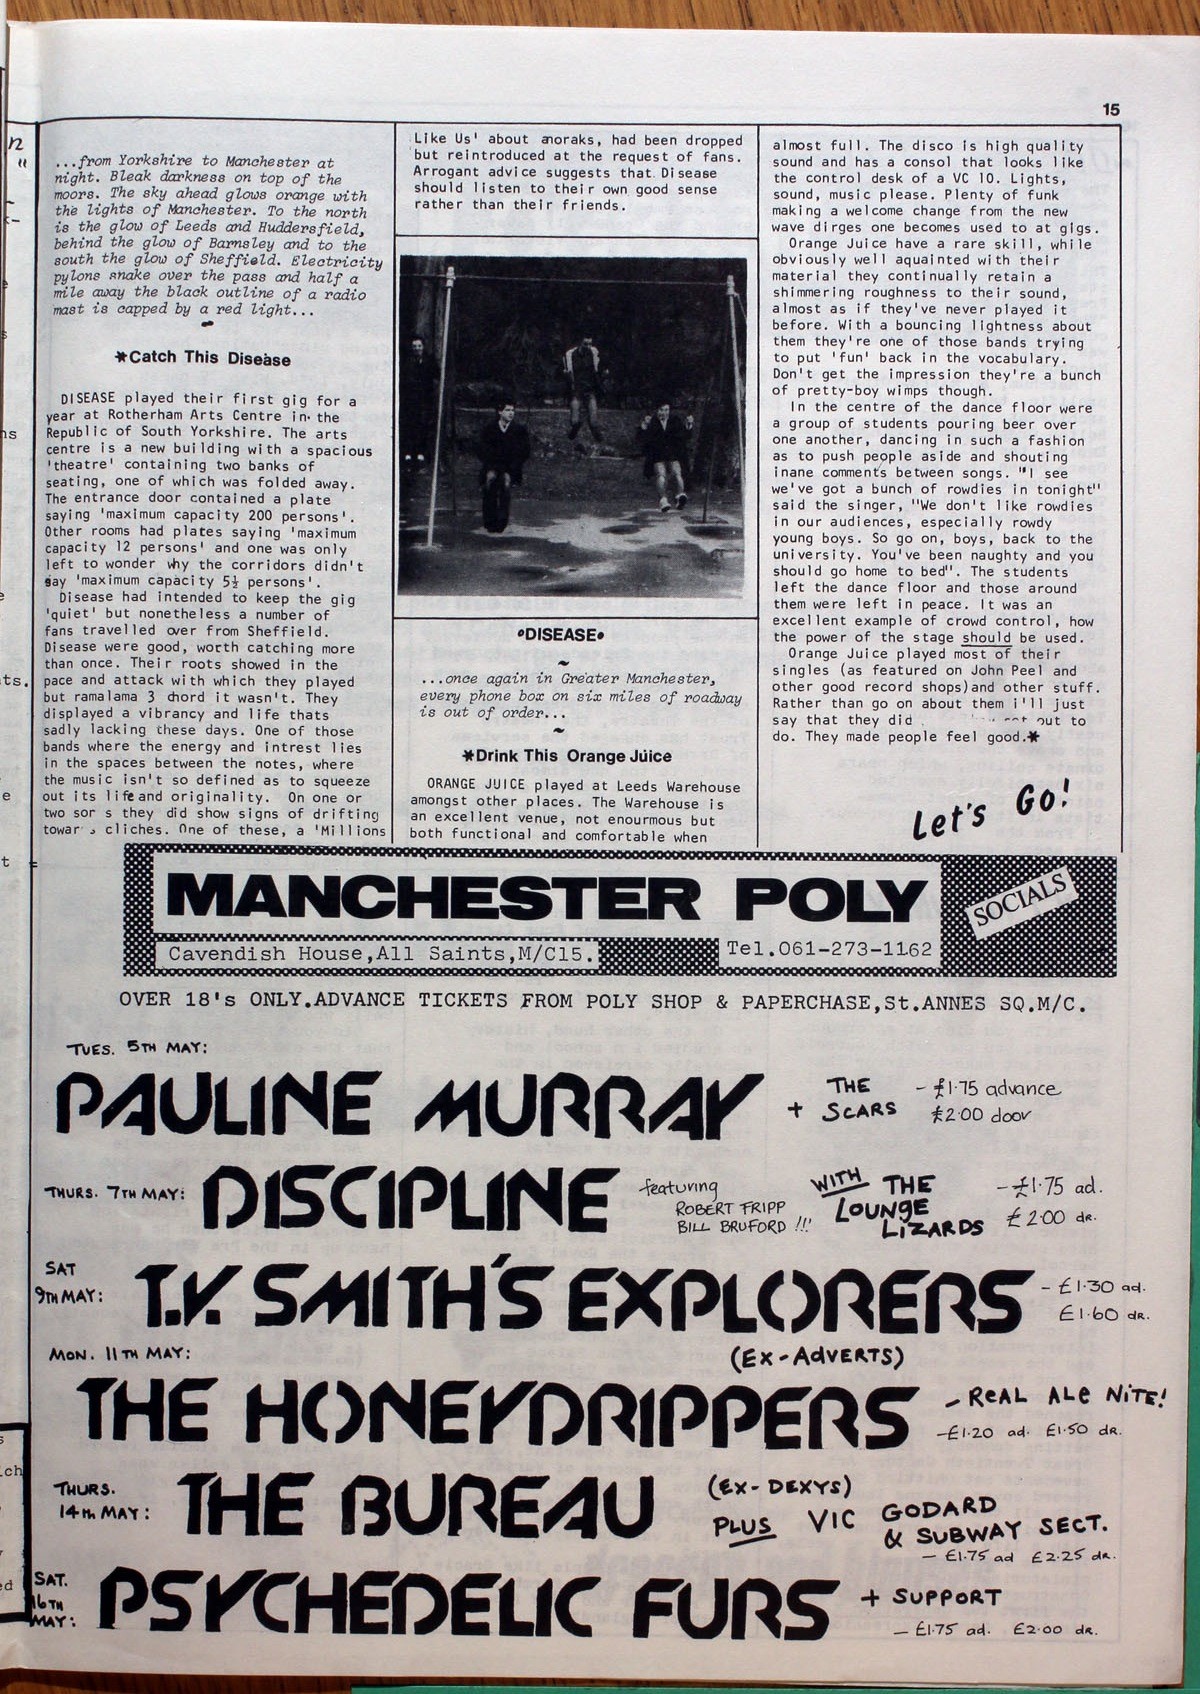 15
...from Yorkshire to Manchester at
night. Bleak darkness on top of the
moors. The sky ahead glows orange with
the lights of Manchester. To the north
is the glow of Leeds and Huddersfield,
behind the glow of Barnsley and to the
south the glow of Sheffield. Electricity
pylons snake over the pass and half a
mile away the black outline of a radio
mast is capped by a red light...
*Catch This Disease
DISEASE played their first gig for a
year at Rotherham Arts Centre in the
Republic of South Yorkshire. The arts
centre is a new building with a spacious
'theatre' containing two banks of
seating, one of which was folded away.
The entrance door contained a plate
saying 'maximum capacity 200 persons'.
Other rooms had plates saying 'maximum
capacity 12 persons' and one was only
left to wonder why the corridors didn't
say 'maximum capacity 5½ persons'.
Disease had intended to keep the gig
'quiet' but nonetheless a number of
fans travelled over from Sheffield.
Disease were good, worth catching more
than once. Their roots showed in the
pace and attack with which they played
but ramalama 3 chord it wasn't. They
displayed a vibrancy and life thats
sadly lacking these days. One of those
bands where the energy and intrest lies
in the spaces between the notes, where
the music isn't so defined as to squeeze
out its life and originality. On one or
two sor s they did show signs of drifting
towar s cliches. One of these, a 'Millions
Like Us' about anoraks, had been dropped
but reintroduced at the request of fans.
Arrogant advice suggests that Disease
should listen to their own good sense
rather than their friends.
•DISEASE•
...once again in Greater Manchester,
every phone box on six miles of roadway
is out of order...
*Drink This Orange Juice
ORANGE JUICE played at Leeds Warehouse
amongst other places. The Warehouse is
an excellent venue, not enourmous but
both functional and comfortable when
almost full. The disco is high quality
sound and has a consol that looks like
the control desk of a VC 10. Lights,
sound, music please. Plenty of funk
making a welcome change from the new
wave dirges one becomes used to at gigs.
Orange Juice have a rare skill, while
obviously well aquainted with their
material they continually retain a
shimmering roughness to their sound,
almost as if they've never played it
before. With a bouncing lightness about
them they're one of those bands trying
to put 'fun' back in the vocabulary.
Don't get the impression they're a bunch
of pretty-boy wimps though.
In the centre of the dance floor were
a group of students pouring beer over
one another, dancing in such a fashion
as to push people aside and shouting
inane comments between songs. "I see
we've got a bunch of rowdies in tonight"
said the singer, "We don't like rowdies
in our audiences, especially rowdy
young boys. So go on, boys, back to the
university. You've been naughty and you
should go home to bed". The students
left the dance floor and those around
them were left in peace. It was an
excellent example of crowd control, how
the power of the stage should be used.
Orange Juice played most of their
singles (as featured on John Peel and
other good record shops)and other stuff.
Rather than go on about them i'll just
say that they did out to
do. They made people feel good.*
Let's Go!
MANCHESTER POLY
SOCIALS
Cavendish House,All Saints,M/C15.
Tel.061-273-1162
OVER 18's ONLY.ADVANCE TICKETS FROM POLY SHOP & PAPERCHASE,St.ANNES SQ.M/C.
TUES. 5TH MAY:
PAULINE MURRAY
+ THE SCARS
- £1·75 advance
£2·00 door
THURS. 7TH MAY:
DISCIPLINE
featuring
ROBERT FRIPP
BILL BRUFORD !!!
WITH THE
LOUNGE
LIZARDS
- £1·75 ad.
£2·00 dr.
SAT
9TH MAY:
T.V. SMITH'S EXPLORERS
- £1·30 ad.
£1·60 dr.
(EX-ADVERTS)
MON. 11TH MAY:
THE HONEYDRIPPERS
- REAL ALE NITE!
-£1·20 ad. £1·50 dr.
THURS.
14th MAY:
THE BUREAU
(EX-DEXYS)
PLUS VIC GODARD
& SUBWAY SECT.
- £1·75 ad £2·25 dr.
SAT.
16TH
MAY:
PSYCHEDELIC FURS
+ SUPPORT
- £1·75 ad. £2·00 dr.